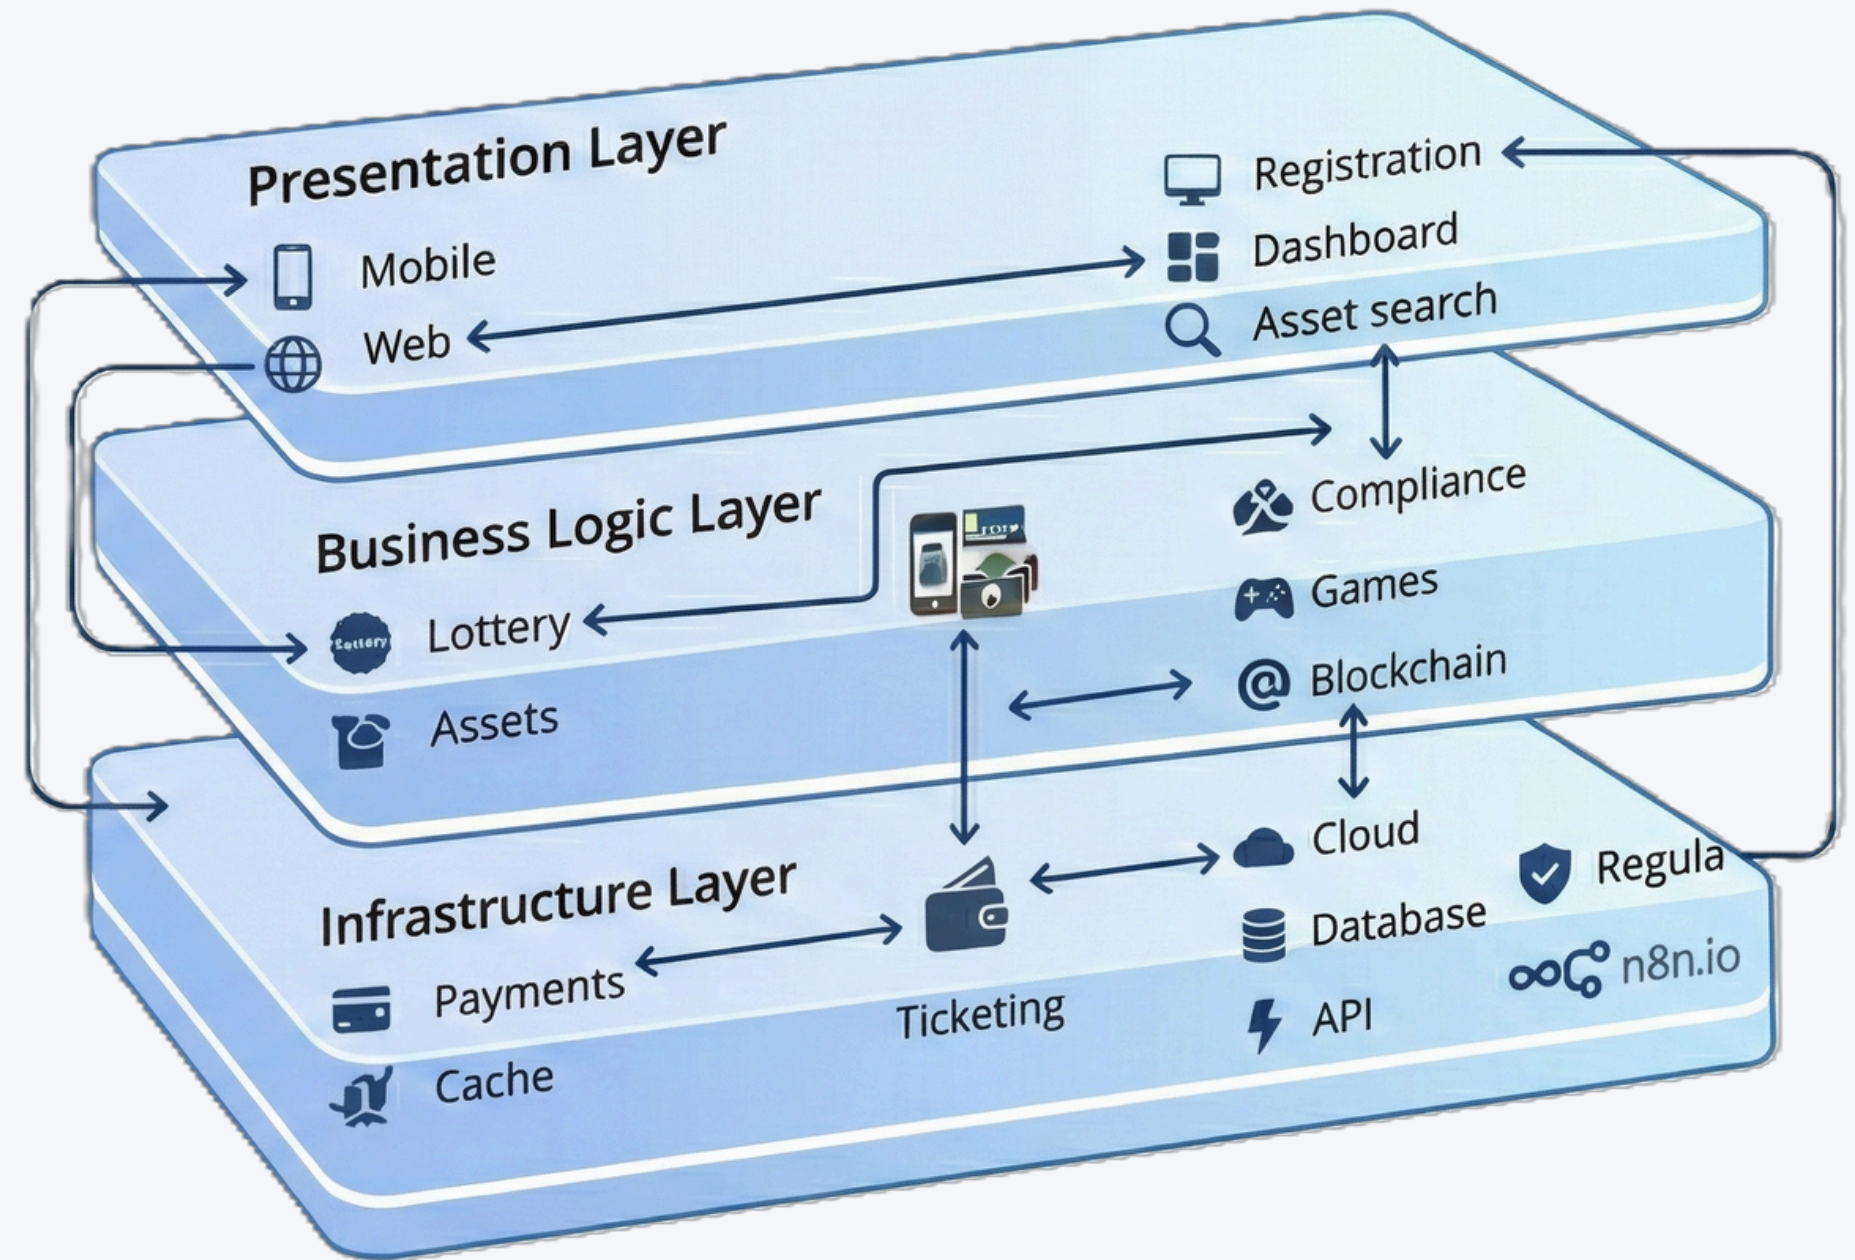 Presentation Layer
Mobile
Web
Registration
Dashboard
Asset search
Business Logic Layer
Lottery
Assets
Compliance
Games
Blockchain
Infrastructure Layer
Payments
Cache
Ticketing
Cloud
Database
API
Regula
n8n.io